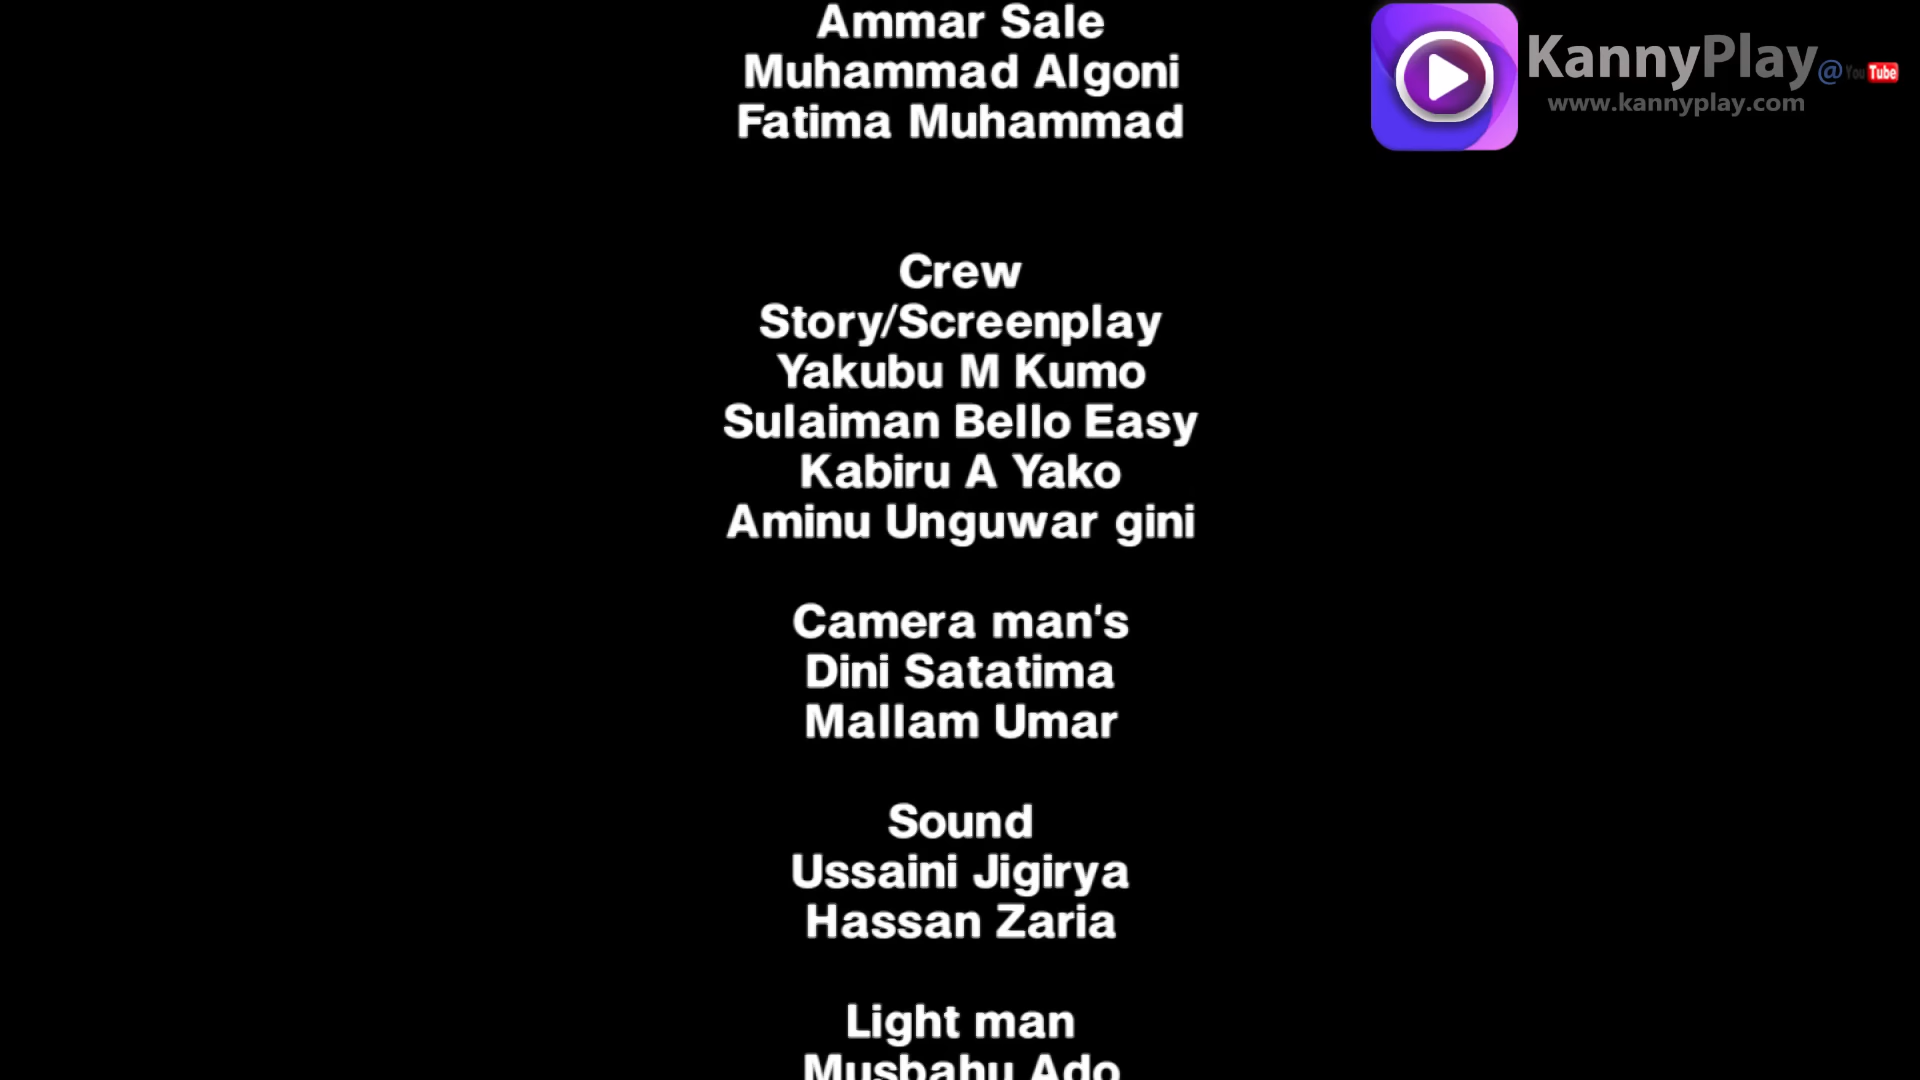 Ammar Sale
Muhammad Algoni
Fatima Muhammad
KannyPlay@YouTube
www.kannyplay.com
Crew
Story/Screenplay
Yakubu M Kumo
Sulaiman Bello Easy
Kabiru A Yako
Aminu Unguwar gini
Camera man's
Dini Satatima
Mallam Umar
Sound
Ussaini Jigirya
Hassan Zaria
Light man
Musbahu Ado